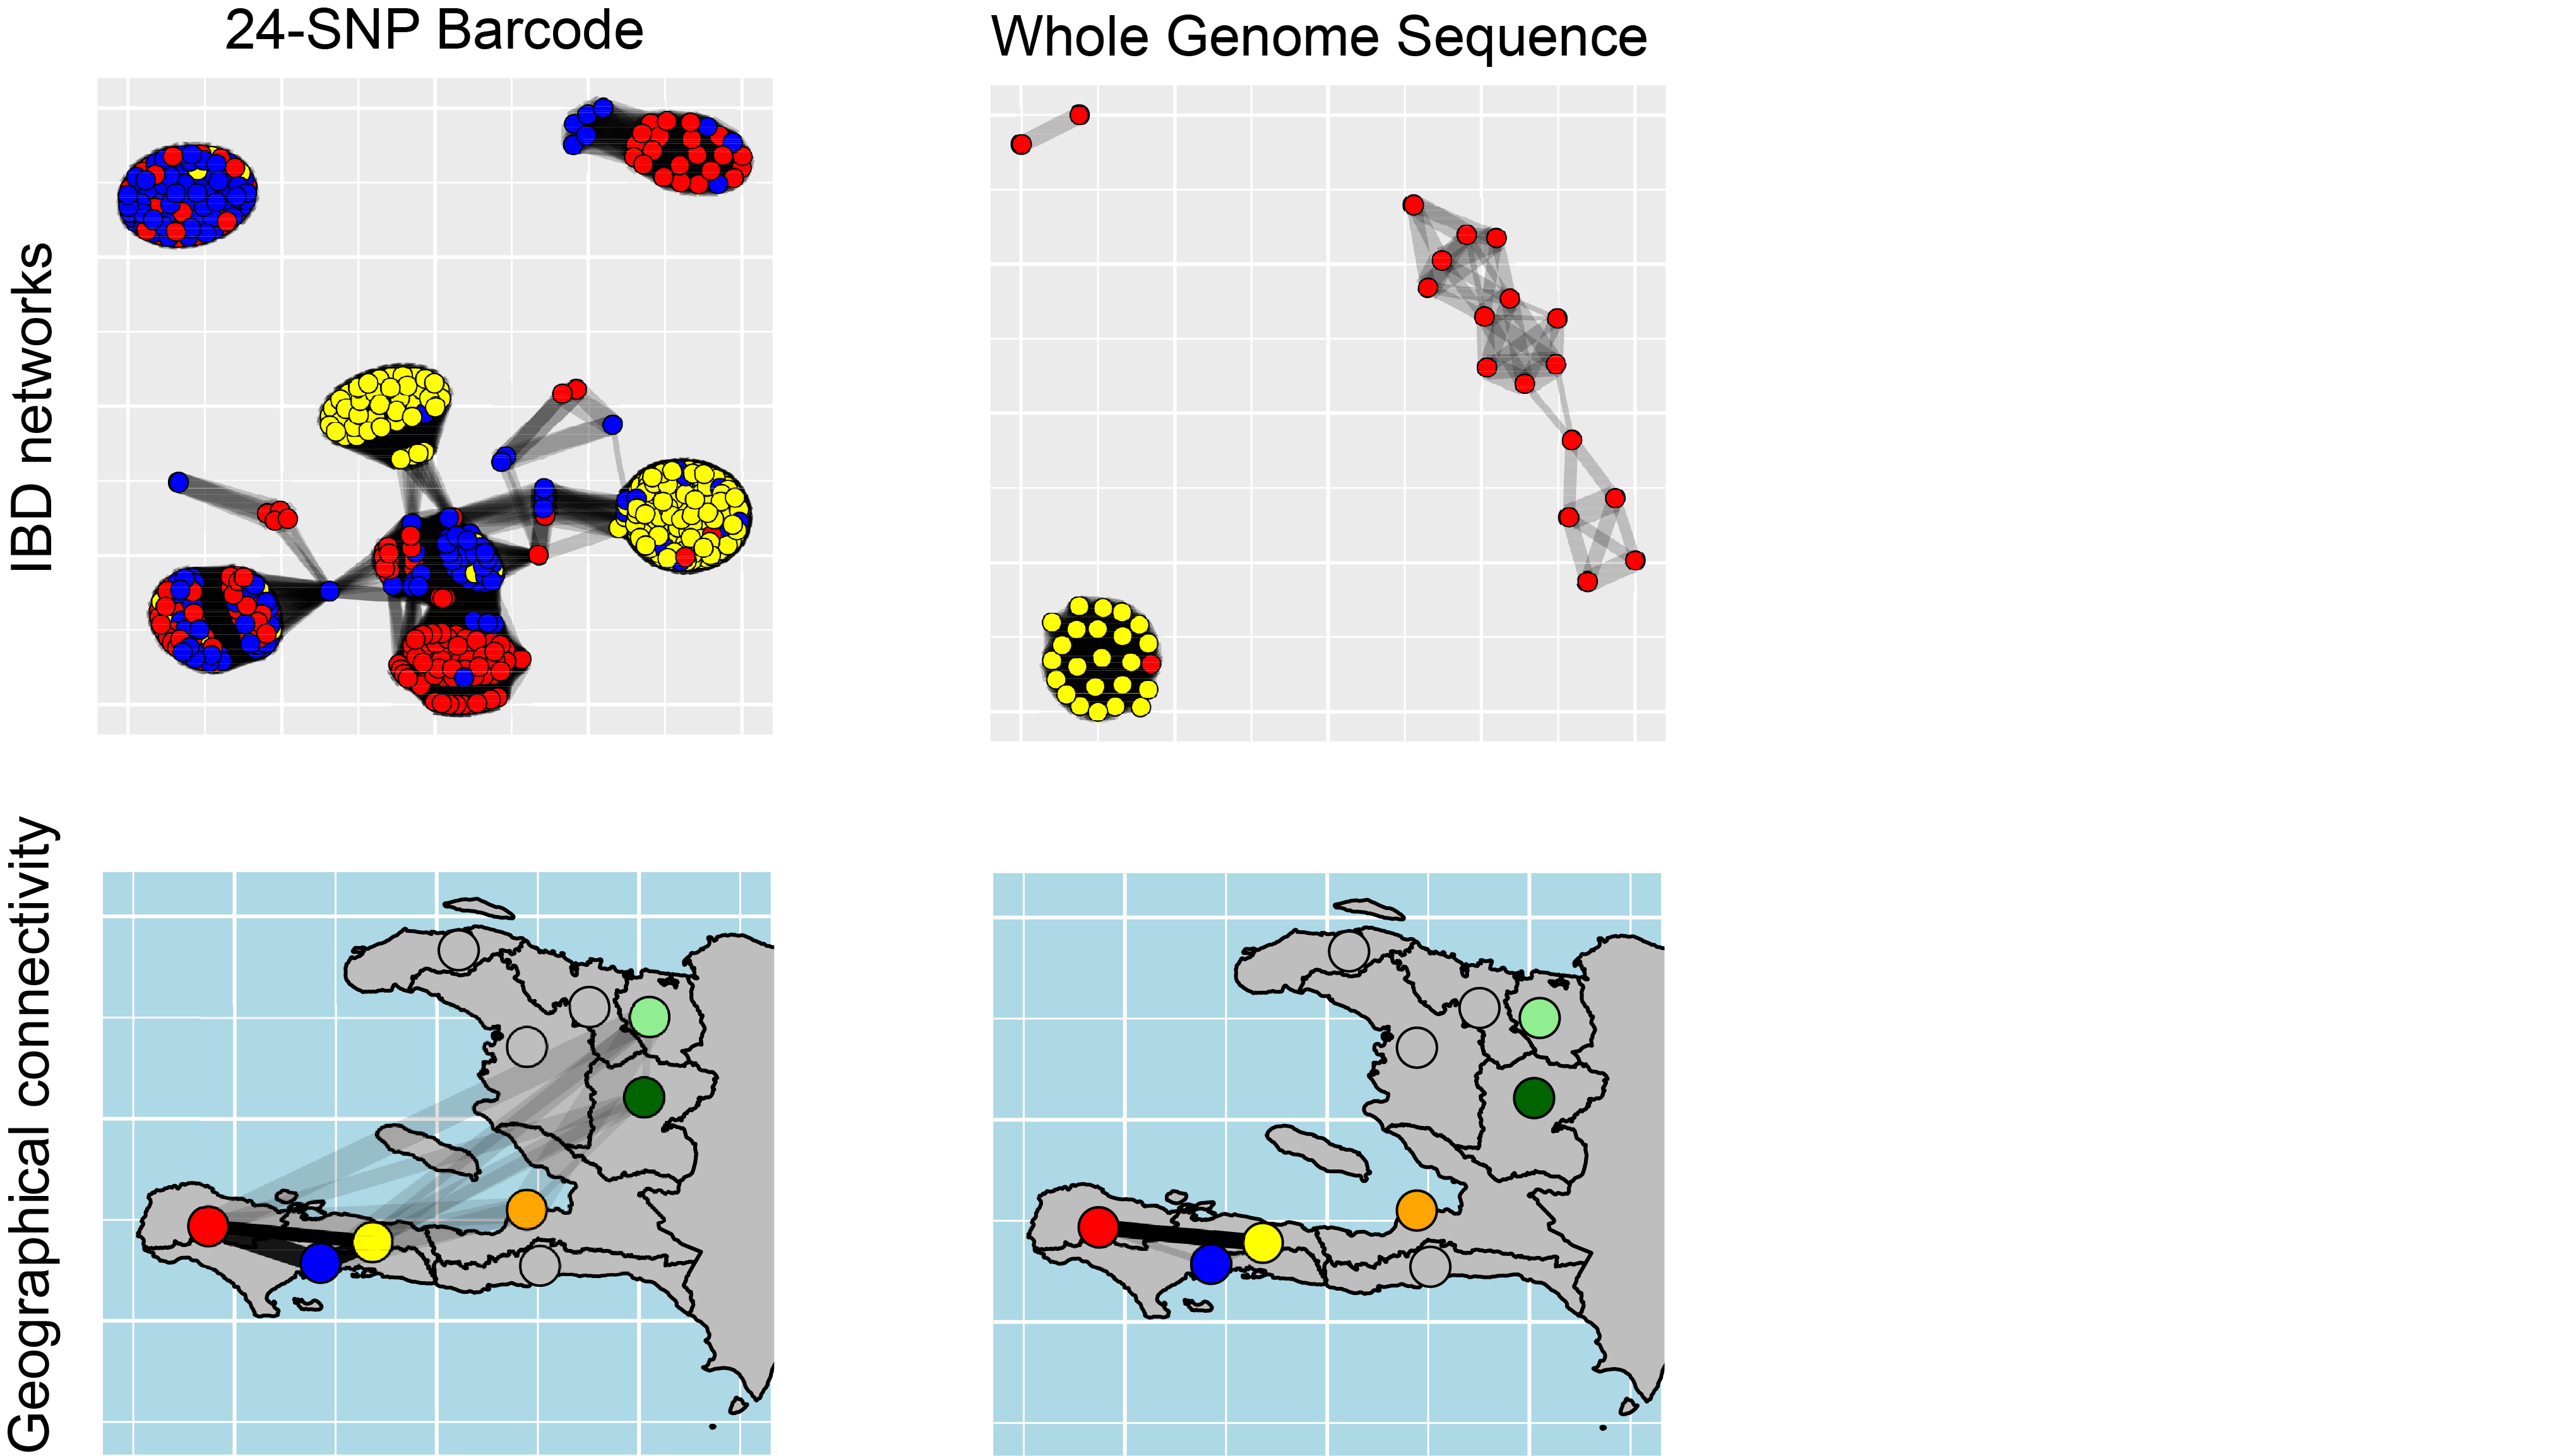 24-SNP Barcode
Whole Genome Sequence
IBD networks
Geographical connectivity